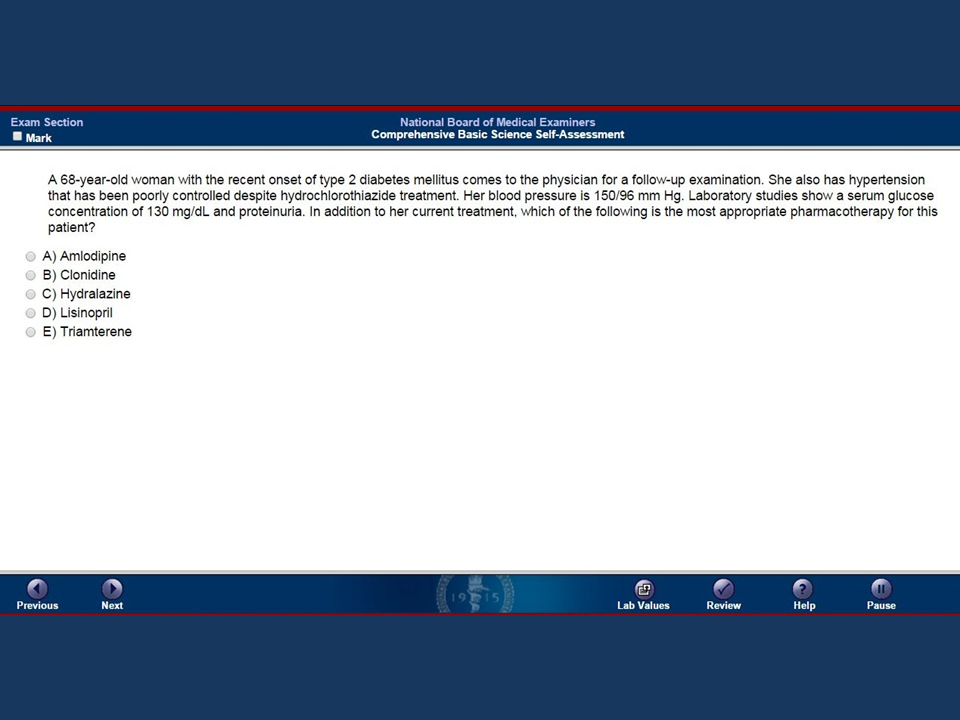 Exam Section
Mark
National Board of Medical Examiners
Comprehensive Basic Science Self-Assessment
A 68-year-old woman with the recent onset of type 2 diabetes mellitus comes to the physician for a follow-up examination. She also has hypertension
that has been poorly controlled despite hydrochlorothiazide treatment. Her blood pressure is 150/96 mm Hg. Laboratory studies show a serum glucose
concentration of 130 mg/dL and proteinuria. In addition to her current treatment, which of the following is the most appropriate pharmacotherapy for this
patient?
A) Amlodipine
B) Clonidine
C) Hydralazine
D) Lisinopril
E) Triamterene
Previous
Next
1915
Lab Values
Review
?
Help
Pause